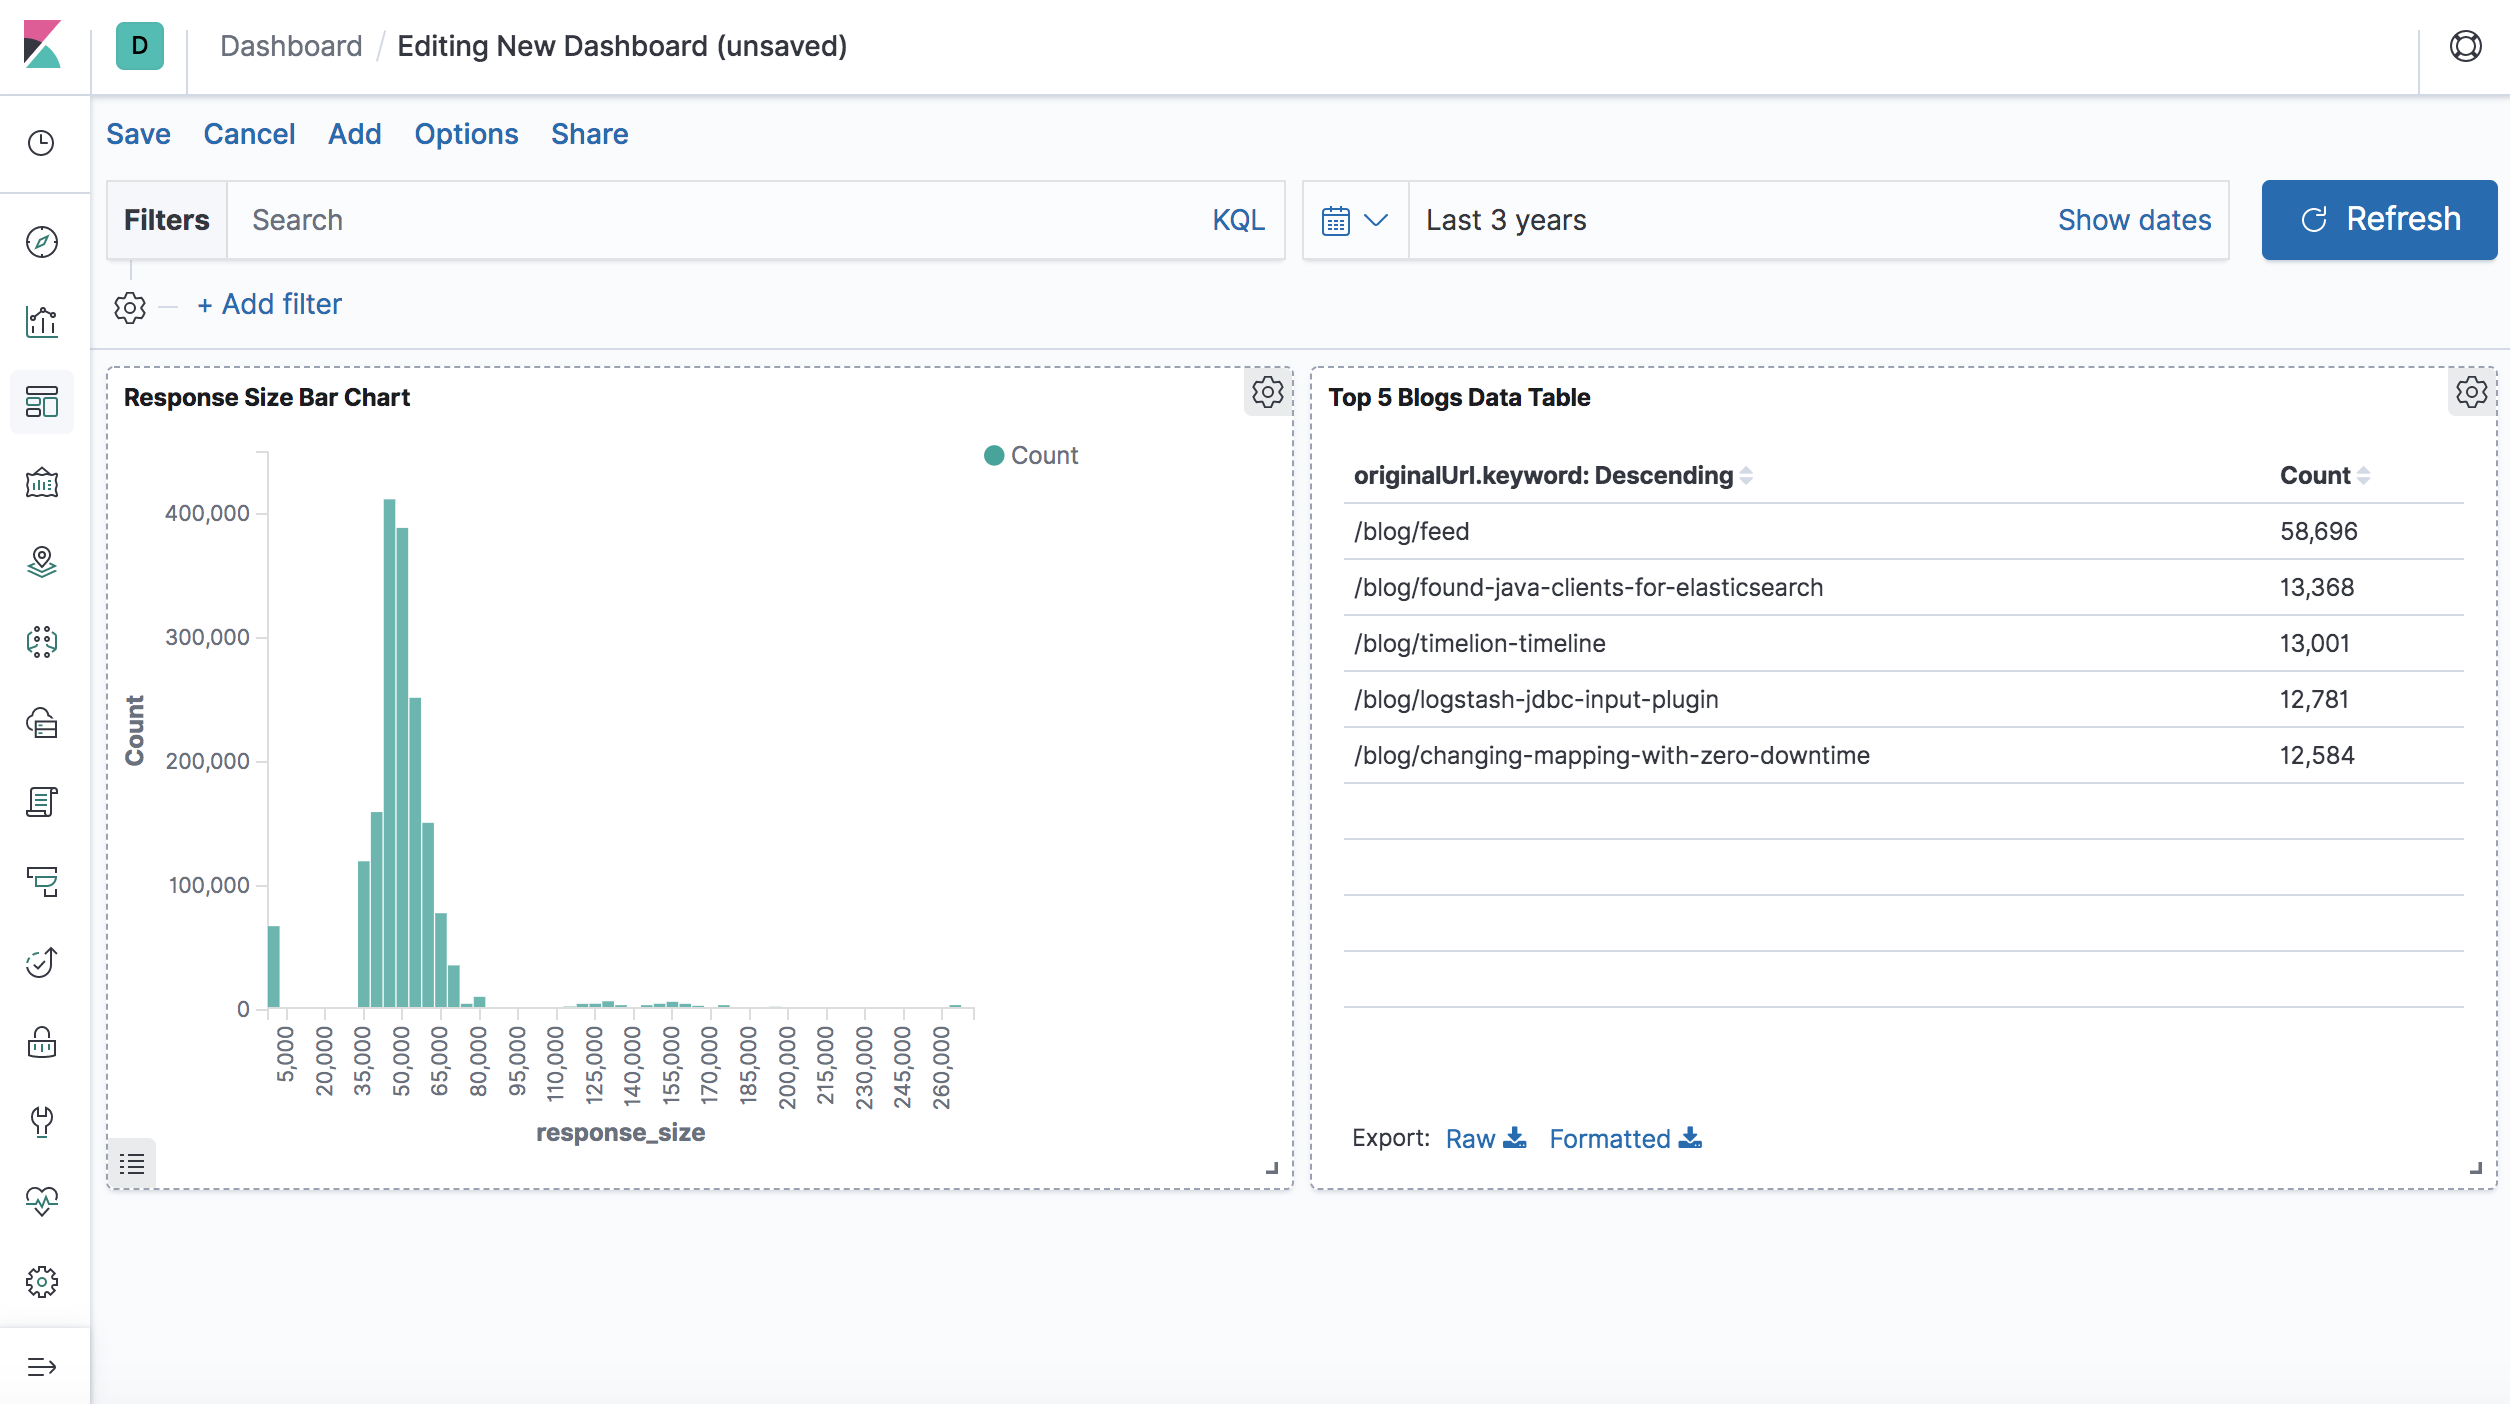 D Dashboard / Editing New Dashboard (unsaved)
Save Cancel Add Options Share
Filters Search KQL Last 3 years Show dates Refresh
+ Add filter
Response Size Bar Chart
Count
400,000
300,000
200,000
100,000
0
Count
5,000 20,000 35,000 50,000 65,000 80,000 95,000 110,000 125,000 140,000 155,000 170,000 185,000 200,000 215,000 230,000 245,000 260,000
response_size
Top 5 Blogs Data Table
originalUrl.keyword: Descending Count
/blog/feed 58,696
/blog/found-java-clients-for-elasticsearch 13,368
/blog/timelion-timeline 13,001
/blog/logstash-jdbc-input-plugin 12,781
/blog/changing-mapping-with-zero-downtime 12,584
Export: Raw Formatted